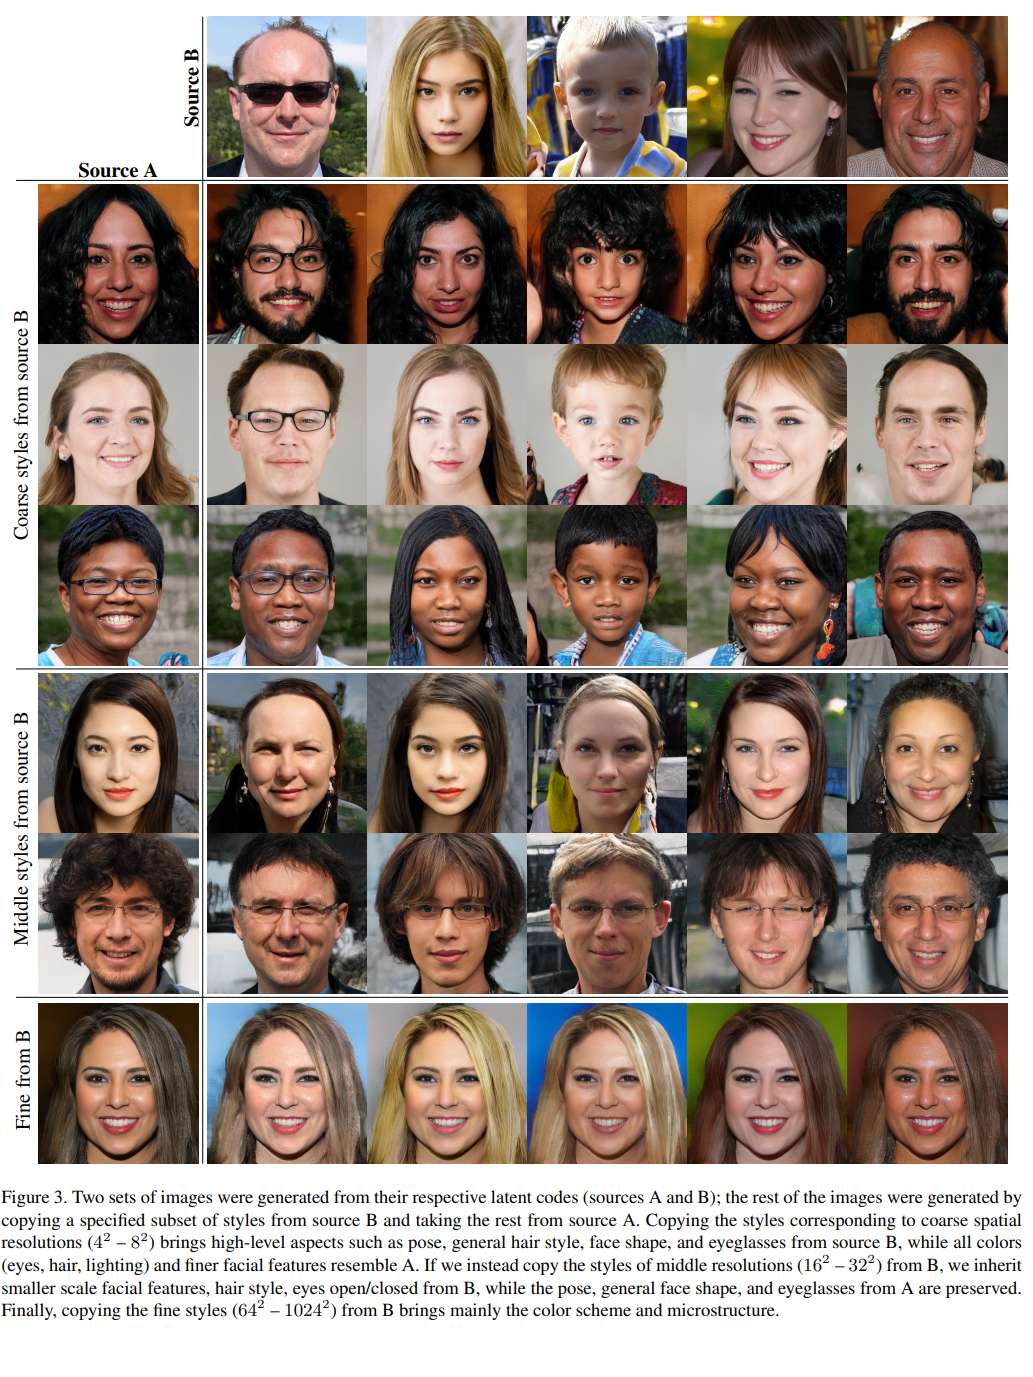 Source B
Source A
Coarse styles from source B
Middle styles from source B
Fine from B
Figure 3. Two sets of images were generated from their respective latent codes (sources A and B); the rest of the images were generated by
copying a specified subset of styles from source B and taking the rest from source A. Copying the styles corresponding to coarse spatial
resolutions (4² – 8²) brings high-level aspects such as pose, general hair style, face shape, and eyeglasses from source B, while all colors
(eyes, hair, lighting) and finer facial features resemble A. If we instead copy the styles of middle resolutions (16² – 32²) from B, we inherit
smaller scale facial features, hair style, eyes open/closed from B, while the pose, general face shape, and eyeglasses from A are preserved.
Finally, copying the fine styles (64² – 1024²) from B brings mainly the color scheme and microstructure.